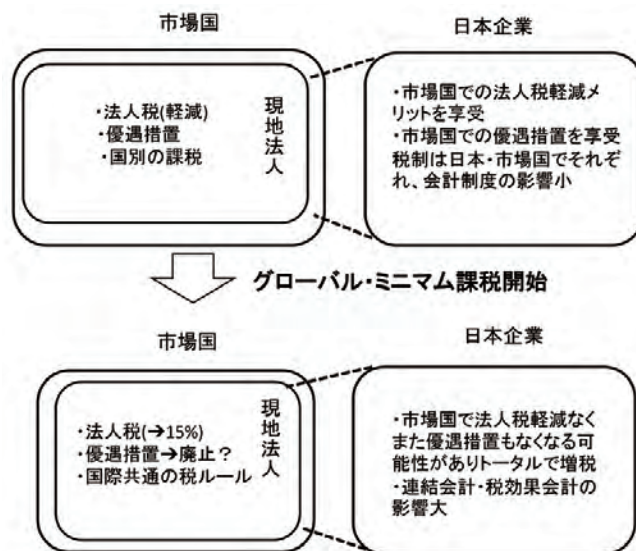 市場国
日本企業
・法人税(軽減)
・優遇措置
・国別の課税
現地法人
・市場国での法人税軽減メ
リットを享受
・市場国での優遇措置を享受
税制は日本・市場国でそれぞ
れ、会計制度の影響小
グローバル・ミニマム課税開始
市場国
日本企業
・法人税(→15%)
・優遇措置→廃止？
・国際共通の税ルール
現地法人
・市場国で法人税軽減なく
また優遇措置もなくなる可
能性がありトータルで増税
・連結会計・税効果会計の
影響大